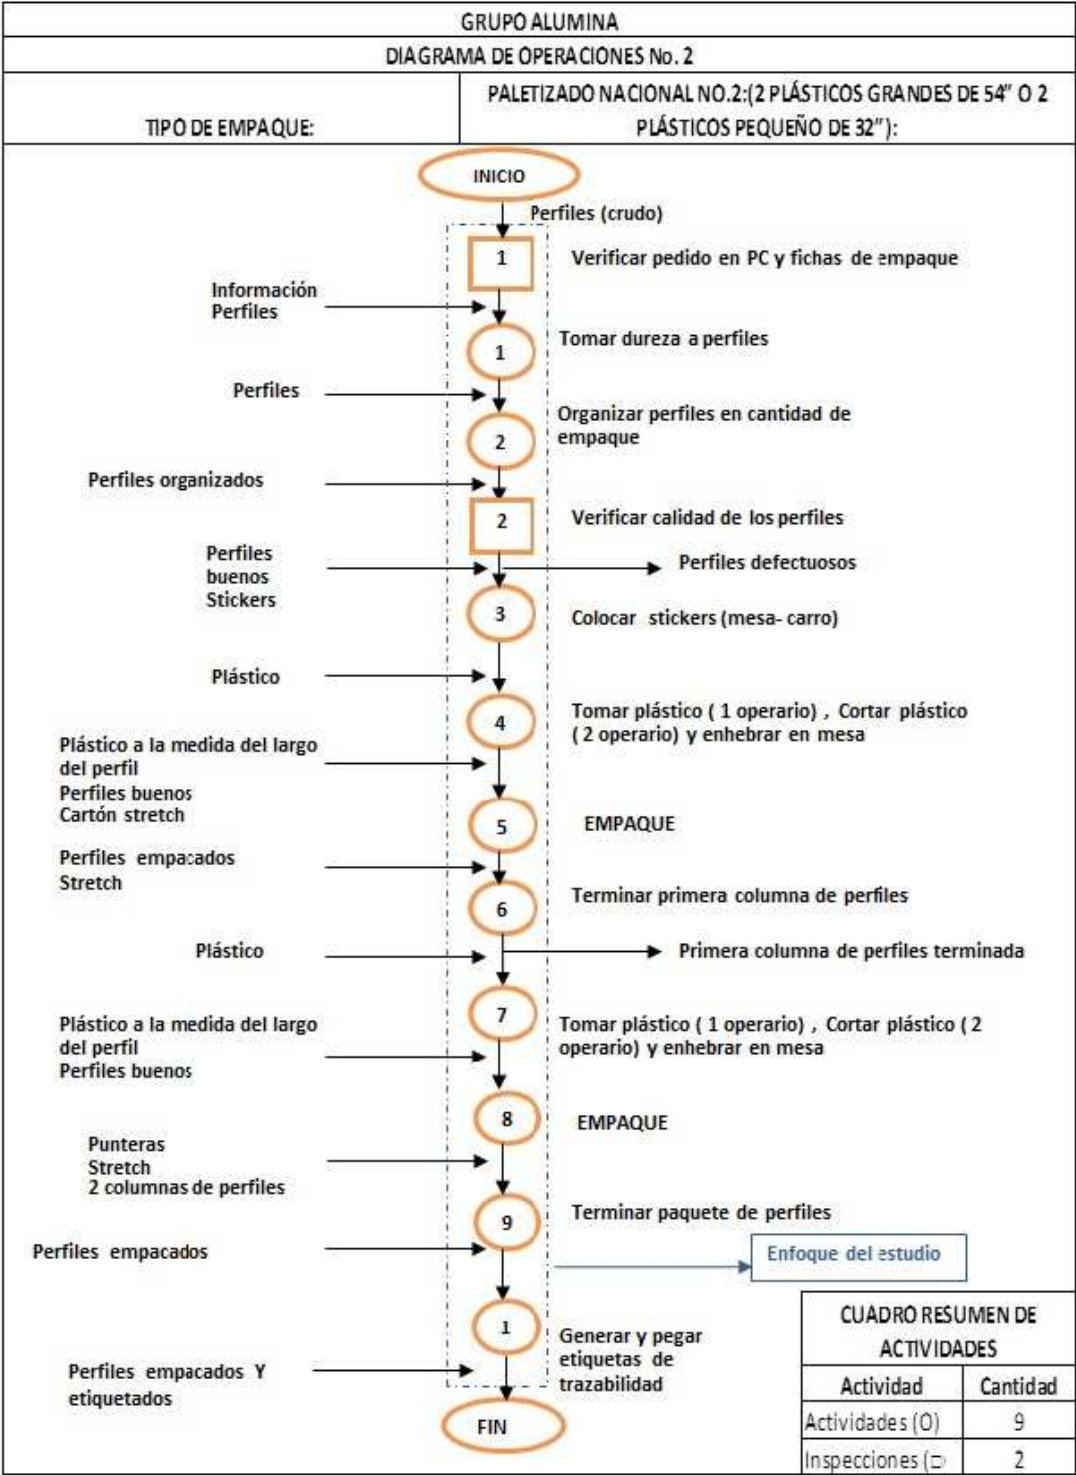 GRUPO ALUMINA
DIAGRAMA DE OPERACIONES No. 2
TIPO DE EMPAQUE:
PALETIZADO NACIONAL NO.2:(2 PLÁSTICOS GRANDES DE 54" O 2
PLÁSTICOS PEQUEÑO DE 32"):
INICIO
Perfiles (crudo)
1
Verificar pedido en PC y fichas de empaque
Información
Perfiles
1
Tomar dureza a perfiles
Perfiles
2
Organizar perfiles en cantidad de
empaque
Perfiles organizados
2
Verificar calidad de los perfiles
Perfiles
buenos
Stickers
Perfiles defectuosos
3
Colocar stickers (mesa- carro)
Plástico
4
Tomar plástico ( 1 operario) , Cortar plástico
( 2 operario) y enhebrar en mesa
Plástico a la medida del largo
del perfil
Perfiles buenos
Cartón stretch
5
EMPAQUE
Perfiles empacados
Stretch
6
Terminar primera columna de perfiles
Plástico
Primera columna de perfiles terminada
7
Tomar plástico ( 1 operario) , Cortar plástico ( 2
operario) y enhebrar en mesa
Plástico a la medida del largo
del perfil
Perfiles buenos
8
EMPAQUE
Punteras
Stretch
2 columnas de perfiles
9
Terminar paquete de perfiles
Perfiles empacados
Enfoque del estudio
1
Generar y pegar
etiquetas de
trazabilidad
Perfiles empacados Y
etiquetados
FIN
CUADRO RESUMEN DE
ACTIVIDADES
Actividad Cantidad
Actividades (O) 9
Inspecciones (□ 2